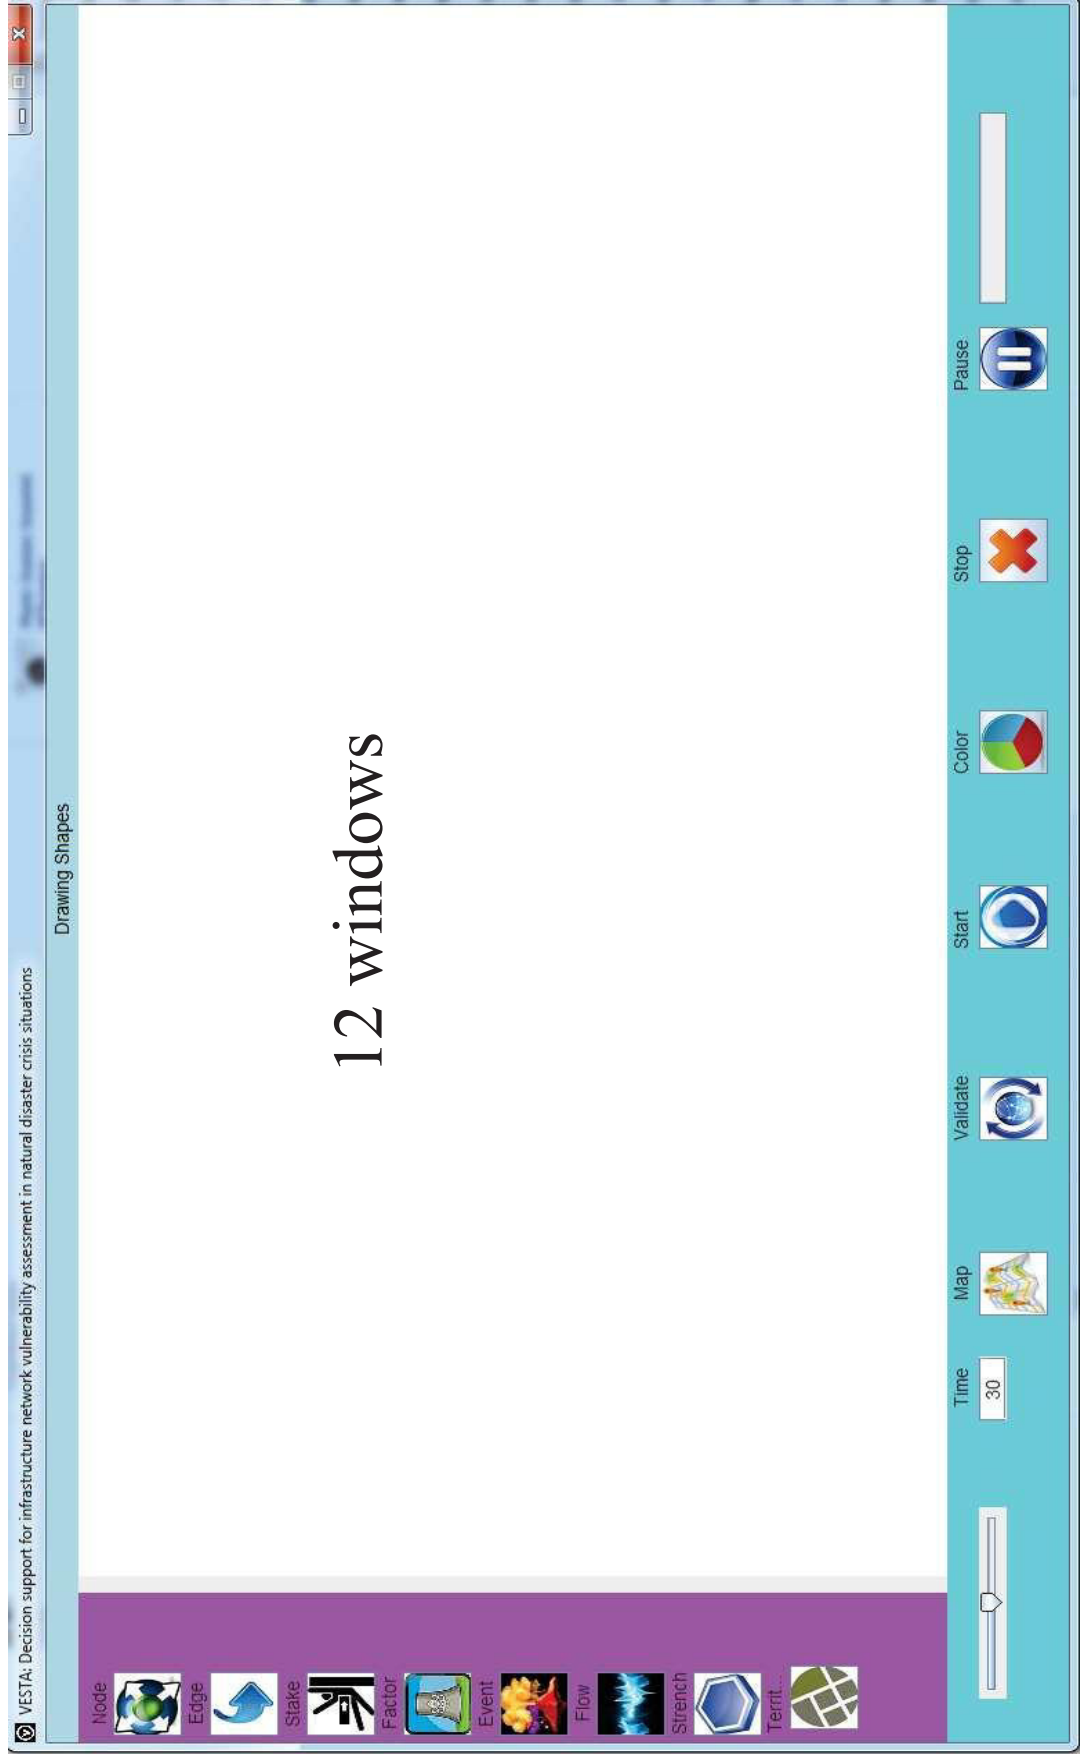 VESTA: Decision support for infrastructure network vulnerability assessment in natural disaster crisis situations
Drawing Shapes
Node
Edge
Stake
Factor
Event
Flow
Strench
Territ...
12 windows
Time
30
Map
Validate
Start
Color
Stop
Pause